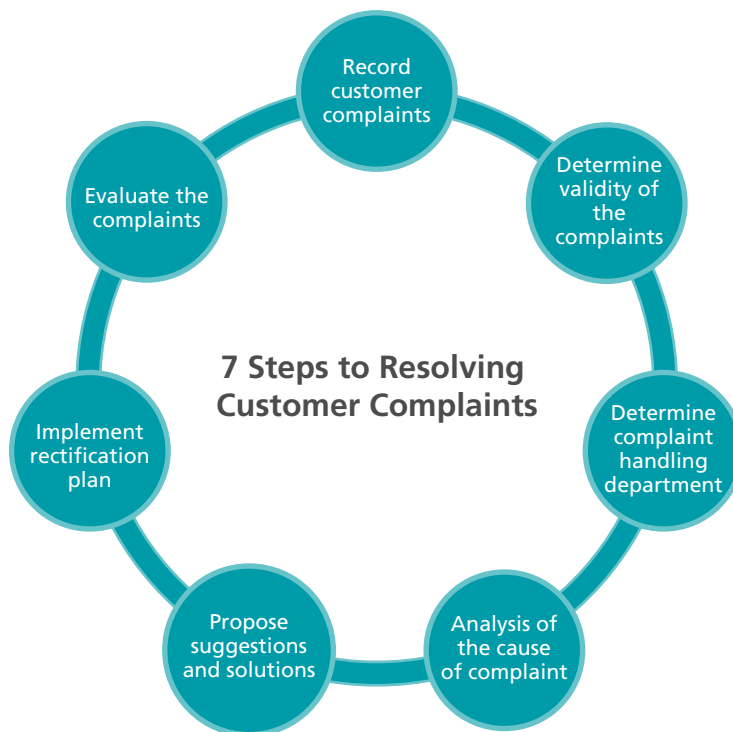 7 Steps to Resolving
Customer Complaints
Record
customer
complaints
Determine
validity of
the
complaints
Determine
complaint
handling
department
Analysis of
the cause
of complaint
Propose
suggestions
and solutions
Implement
rectification
plan
Evaluate the
complaints